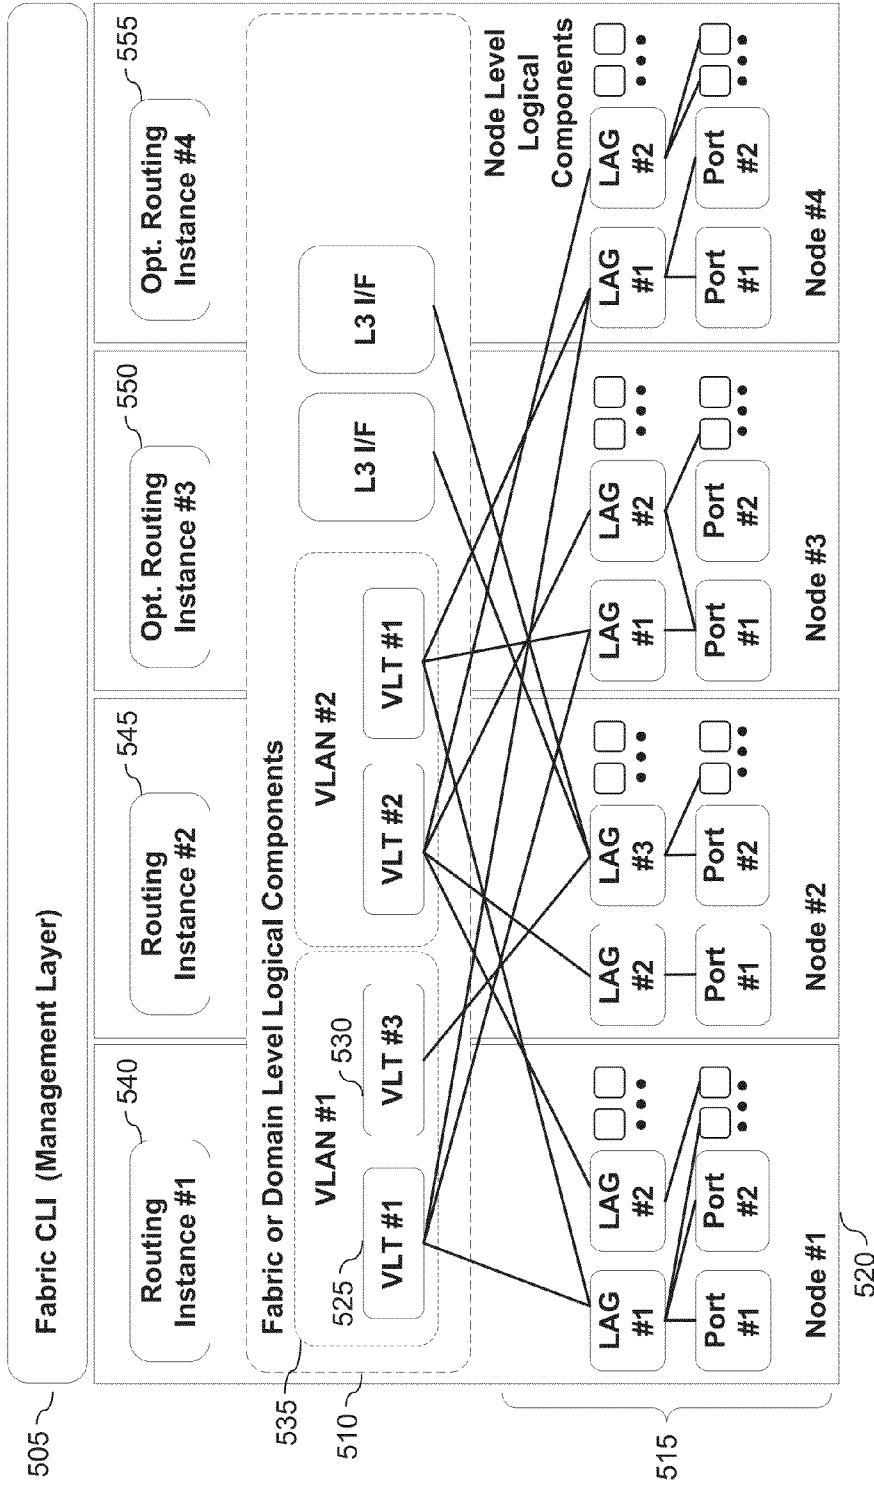 505
Fabric CLI (Management Layer)
540
545
550
555
Routing
Instance #1
Routing
Instance #2
Opt. Routing
Instance #3
Opt. Routing
Instance #4
535
510
Fabric or Domain Level Logical Components
VLAN #1
525
VLT #1
530
VLT #3
VLAN #2
VLT #2
VLT #1
L3 I/F
L3 I/F
Node Level
Logical
Components
515
LAG
#1
LAG
#2
Port
#1
Port
#2
Node #1
520
LAG
#2
LAG
#3
Port
#1
Port
#2
Node #2
LAG
#1
LAG
#2
Port
#1
Port
#2
Node #3
LAG
#1
LAG
#2
Port
#1
Port
#2
Node #4